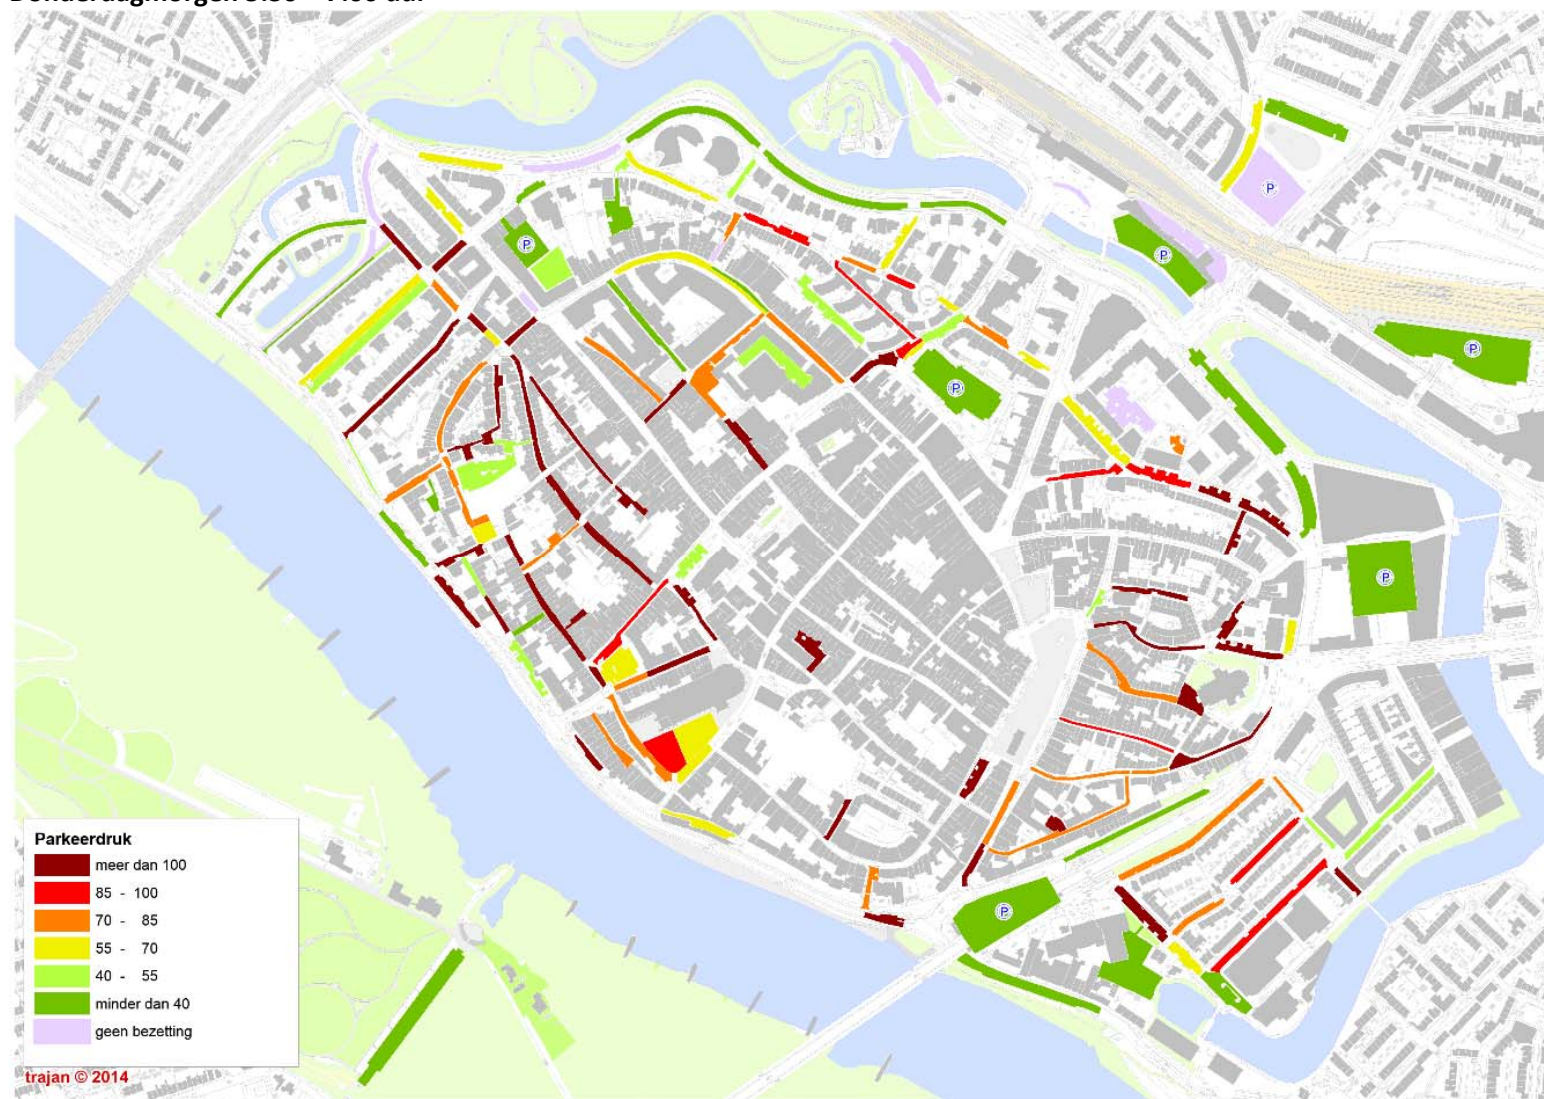 P
P
P
P
P
P
P
Parkeerdruk
meer dan 100
85 - 100
70 - 85
55 - 70
40 - 55
minder dan 40
geen bezetting
trajan © 2014